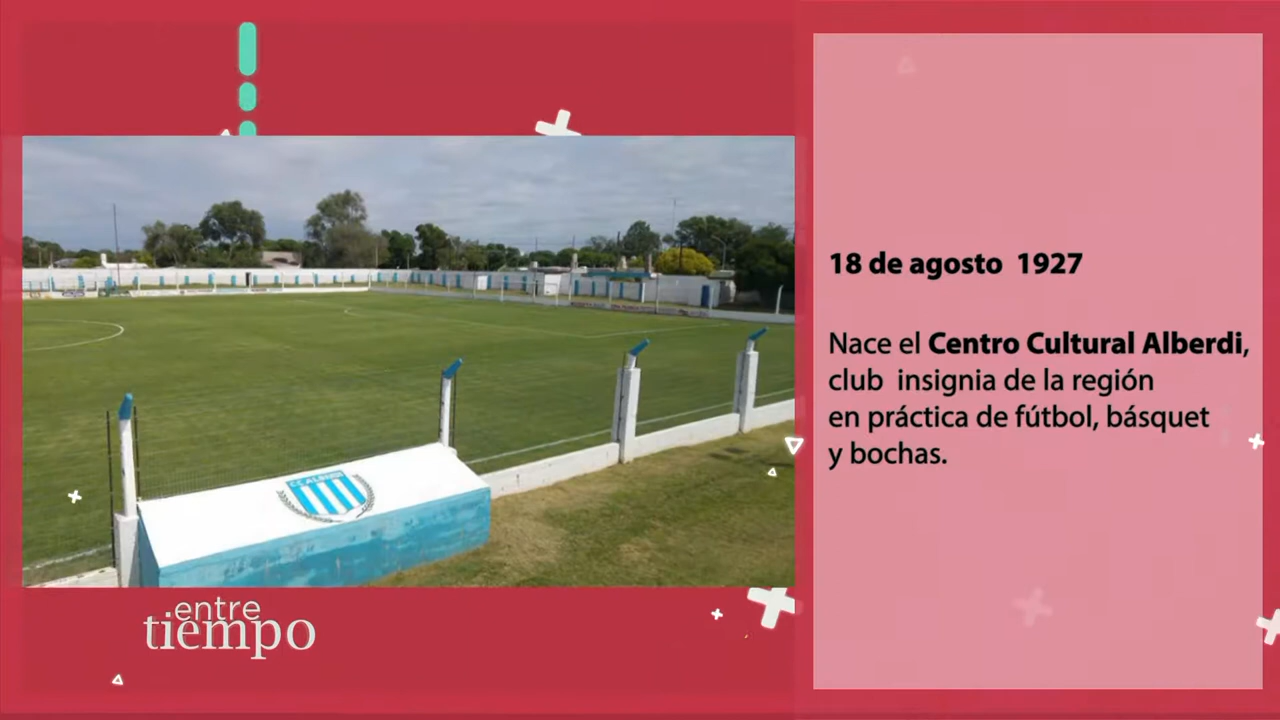 C.C. ALBERDI
entre
tiempo
18 de agosto 1927
Nace el Centro Cultural Alberdi,
club insignia de la región
en práctica de fútbol, básquet
y bochas.